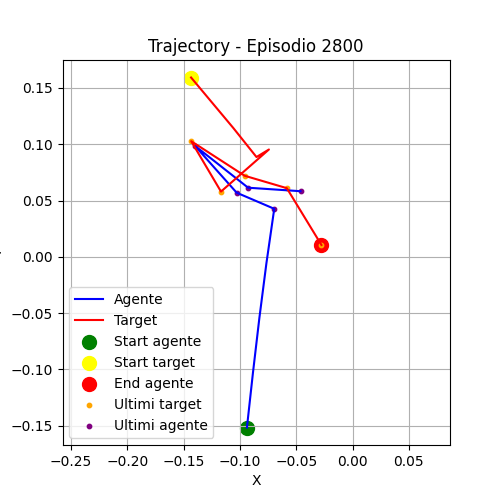 Trajectory - Episodio 2800
0.15
0.10
0.05
0.00
−0.05
−0.10
−0.15
Agente
Target
Start agente
Start target
End agente
Ultimi target
Ultimi agente
−0.25 −0.20 −0.15 −0.10 −0.05 0.00 0.05
X